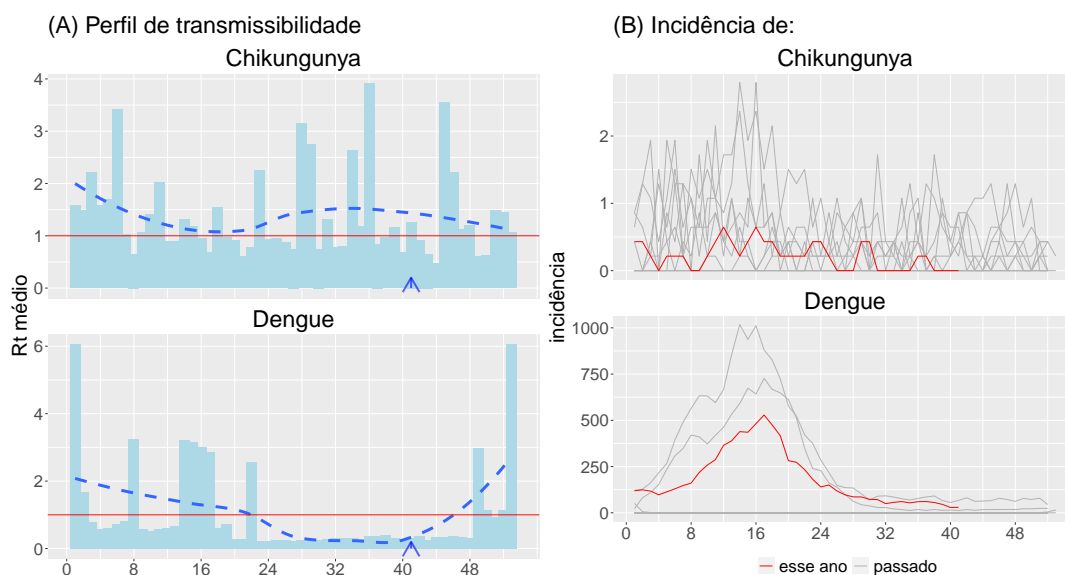 (A) Perfil de transmissibilidade
Chikungunya
4
3
2
1
0
Dengue
6
4
2
0
0 8 16 24 32 40 48
Rt médio
(B) Incidência de:
Chikungunya
2
1
0
Dengue
1000
750
500
250
0
0 8 16 24 32 40 48
incidência
esse ano passado